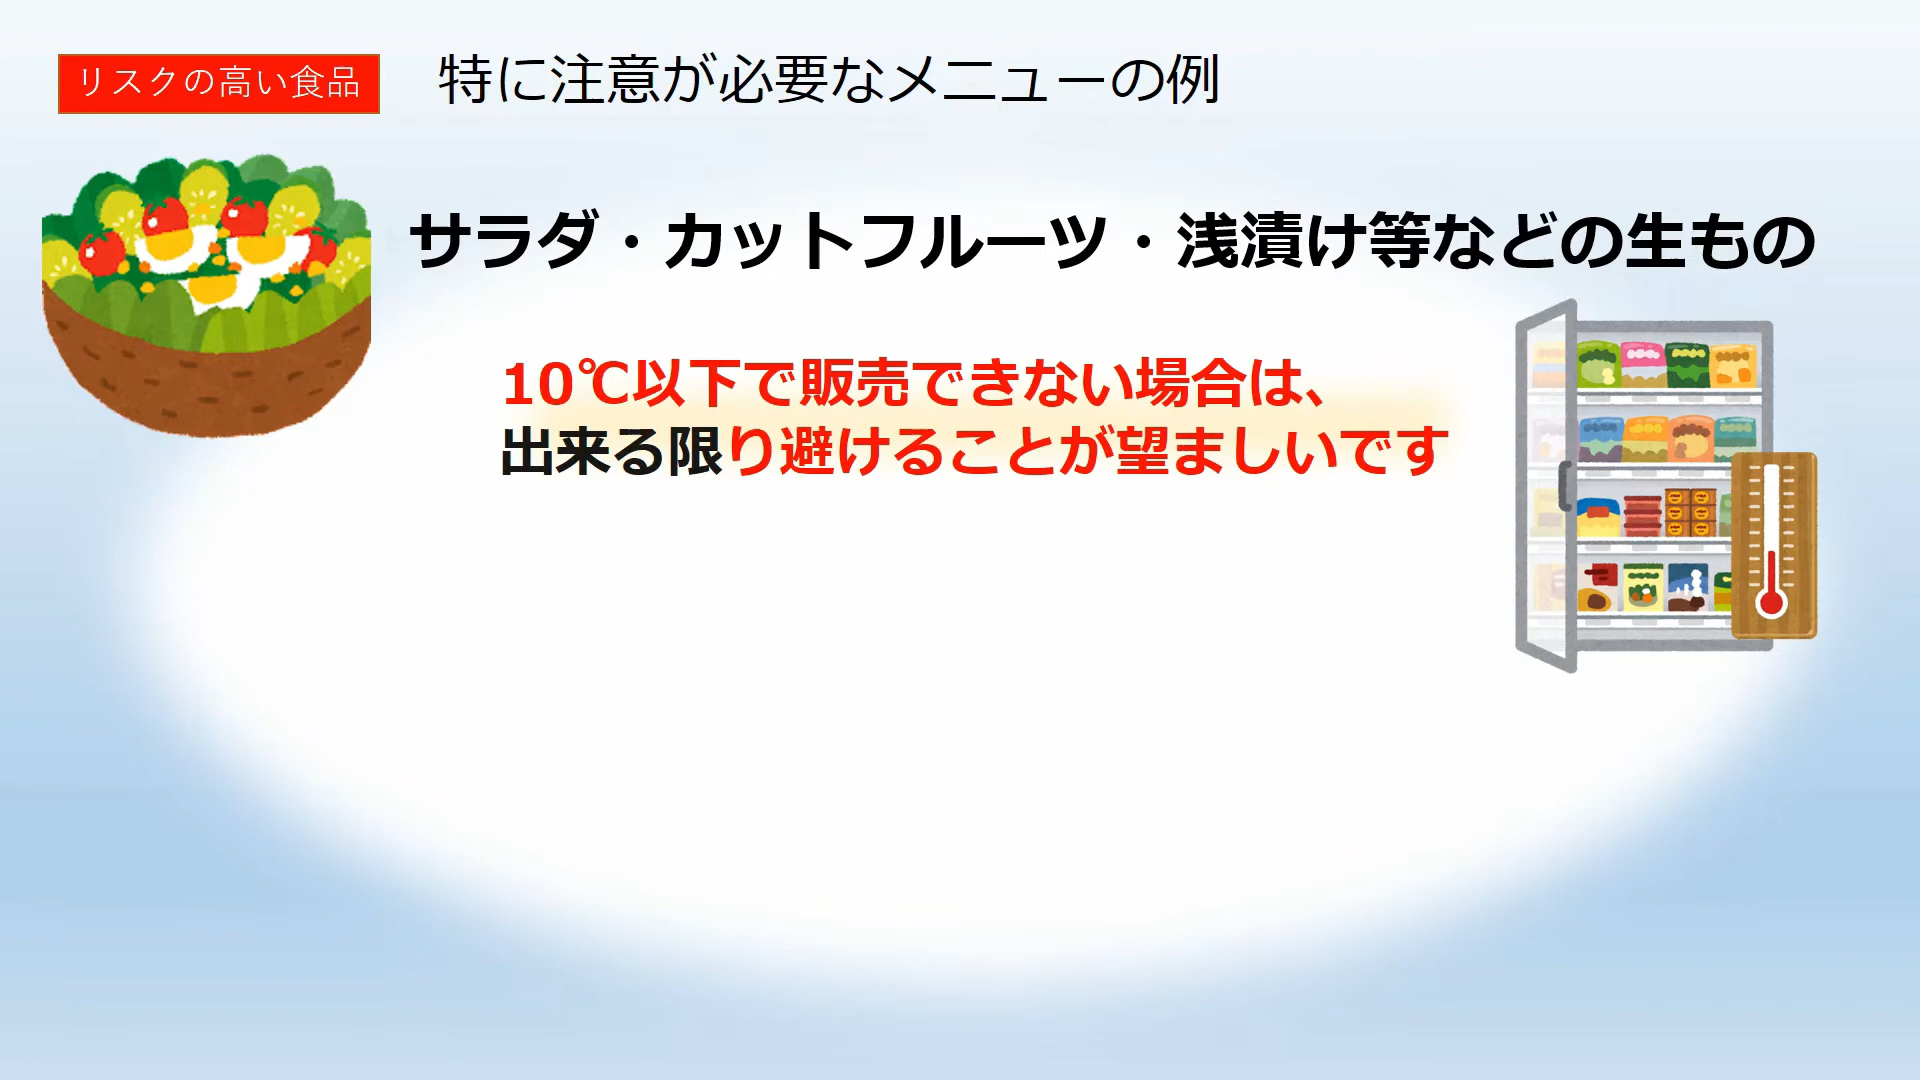 リスクの高い食品
特に注意が必要なメニューの例
サラダ・カットフルーツ・浅漬け等などの生もの
10℃以下で販売できない場合は、
出来る限り避けることが望ましいです